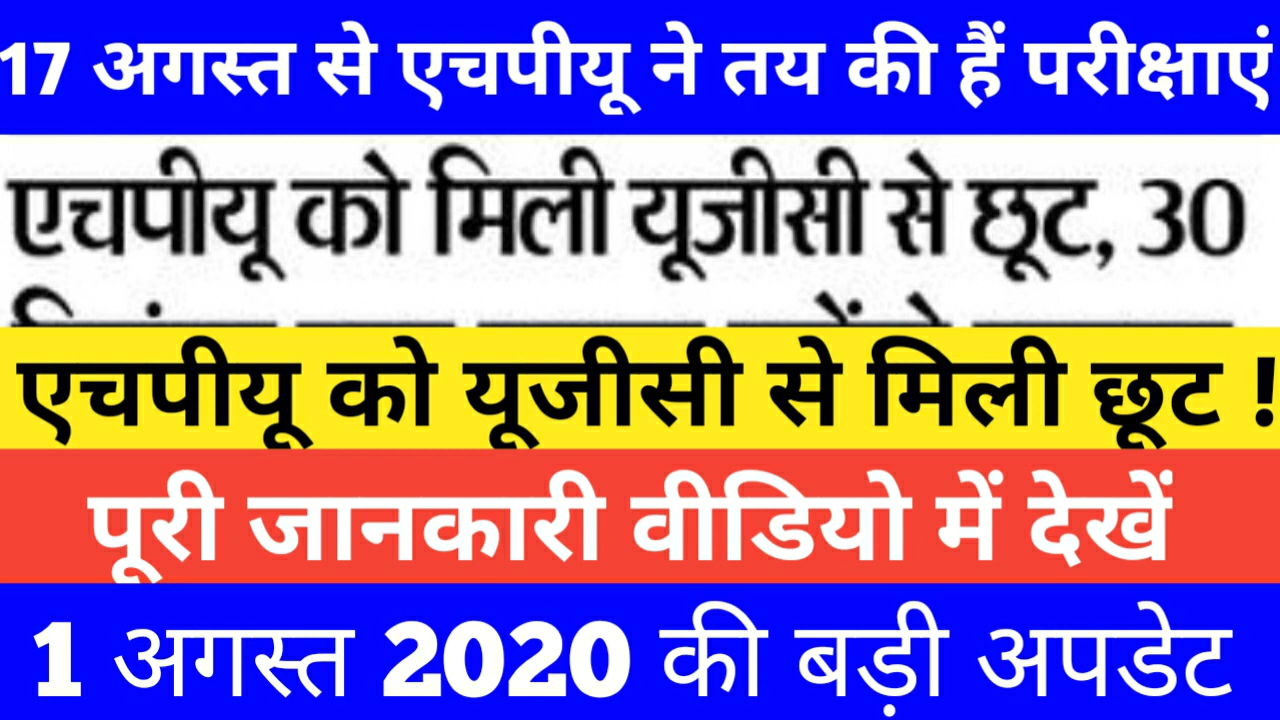 17 अगस्त से एचपीयू ने तय की हैं परीक्षाएं
एचपीयू को मिली यूजीसी से छूट, 30
एचपीयू को यूजीसी से मिली छूट !
पूरी जानकारी वीडियो में देखें
1 अगस्त 2020 की बड़ी अपडेट